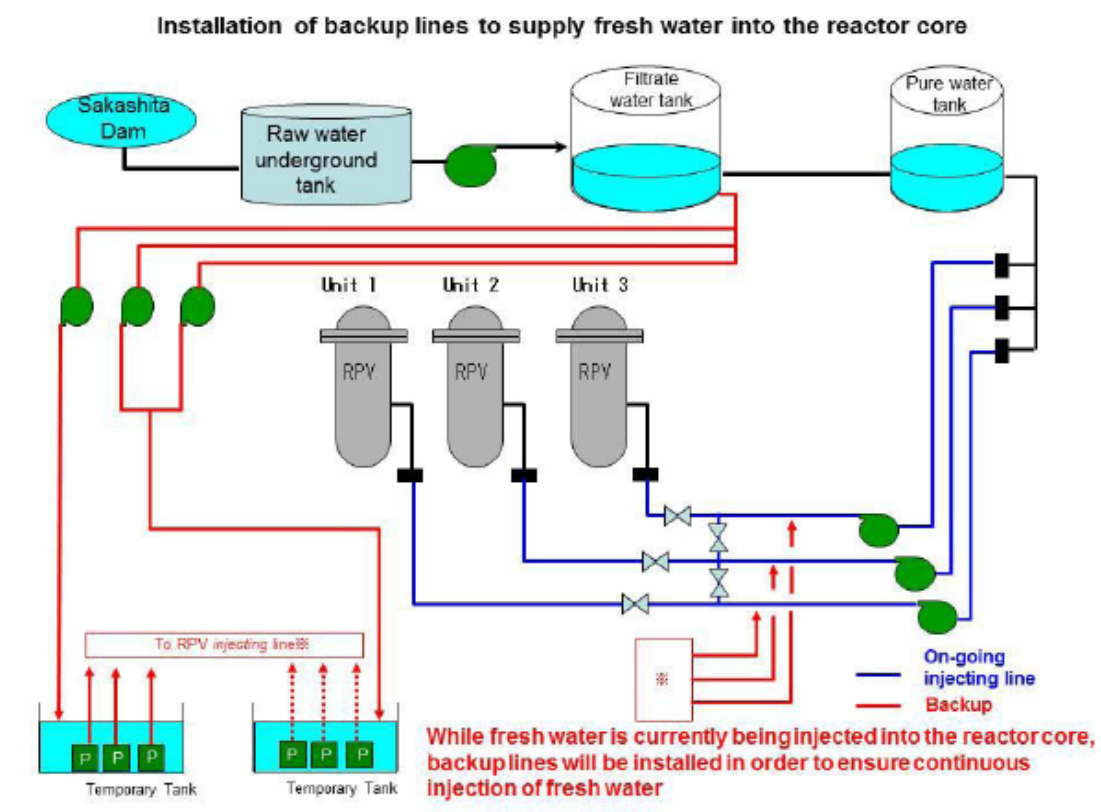 Installation of backup lines to supply fresh water into the reactor core
Sakashita
Dam
Raw water
underground
tank
Filtrate
water tank
Pure water
tank
Unit 1
Unit 2
Unit 3
RPV
RPV
RPV
To RPV injecting line※
※
On-going
injecting line
Backup
P
P
P
P
P
P
Temporary Tank
Temporary Tank
While fresh water is currently being injected into the reactor core,
backup lines will be installed in order to ensure continuous
injection of fresh water